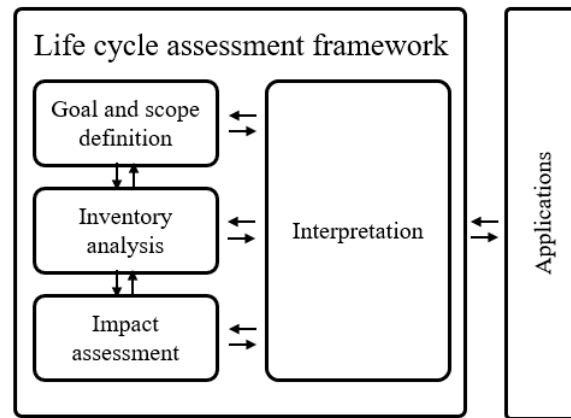 Life cycle assessment framework
Goal and scope
definition
Inventory
analysis
Impact
assessment
Interpretation
Applications